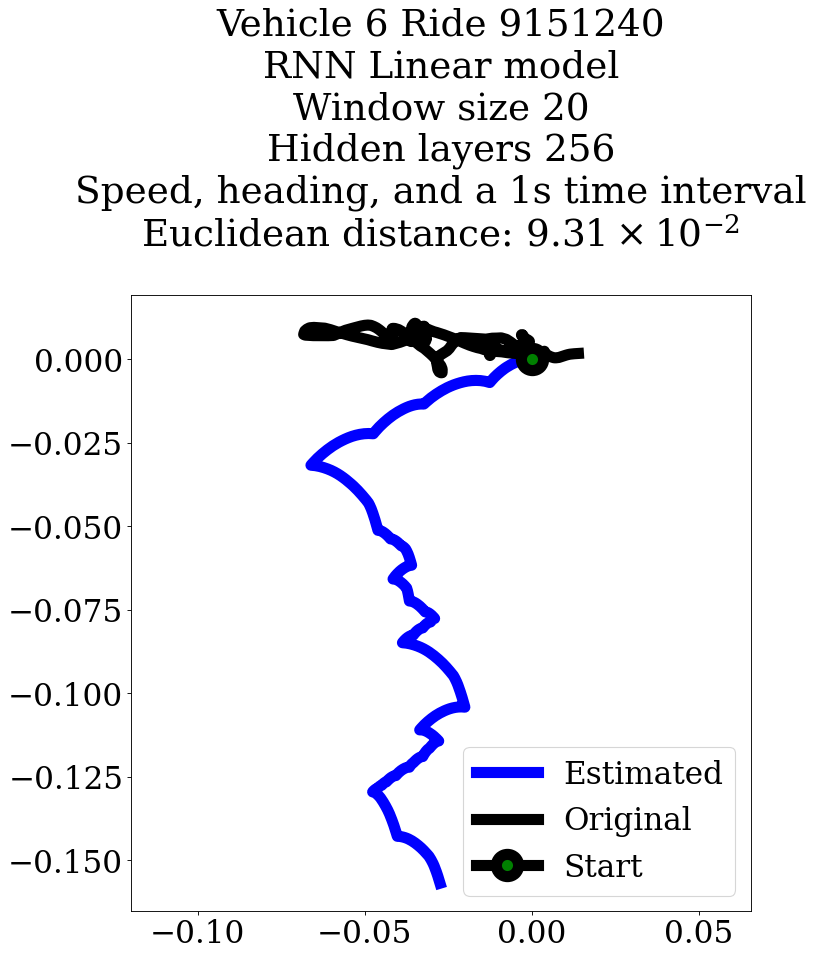 Vehicle 6 Ride 9151240
RNN Linear model
Window size 20
Hidden layers 256
Speed, heading, and a 1s time interval
Euclidean distance: 9.31 × 10⁻²
0.000
−0.025
−0.050
−0.075
−0.100
−0.125
−0.150
Estimated
Original
Start
−0.10
−0.05
0.00
0.05